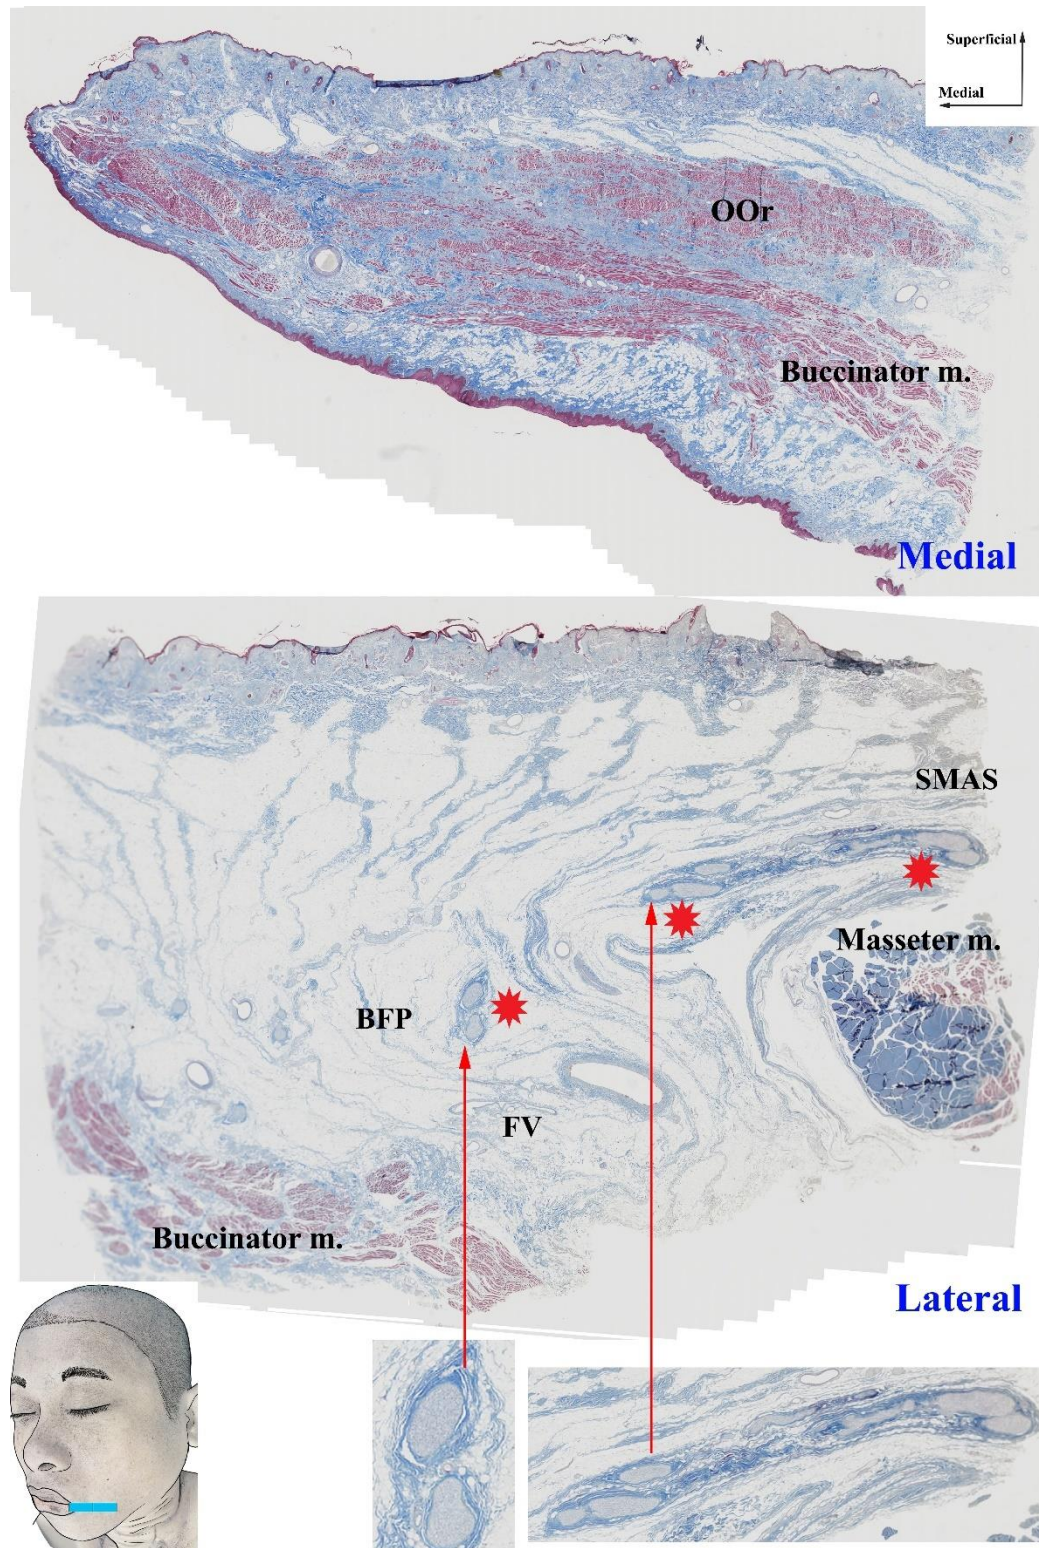 Superficial
Medial
OOr
Buccinator m.
Medial
SMAS
Masseter m.
BFP
FV
Buccinator m.
Lateral